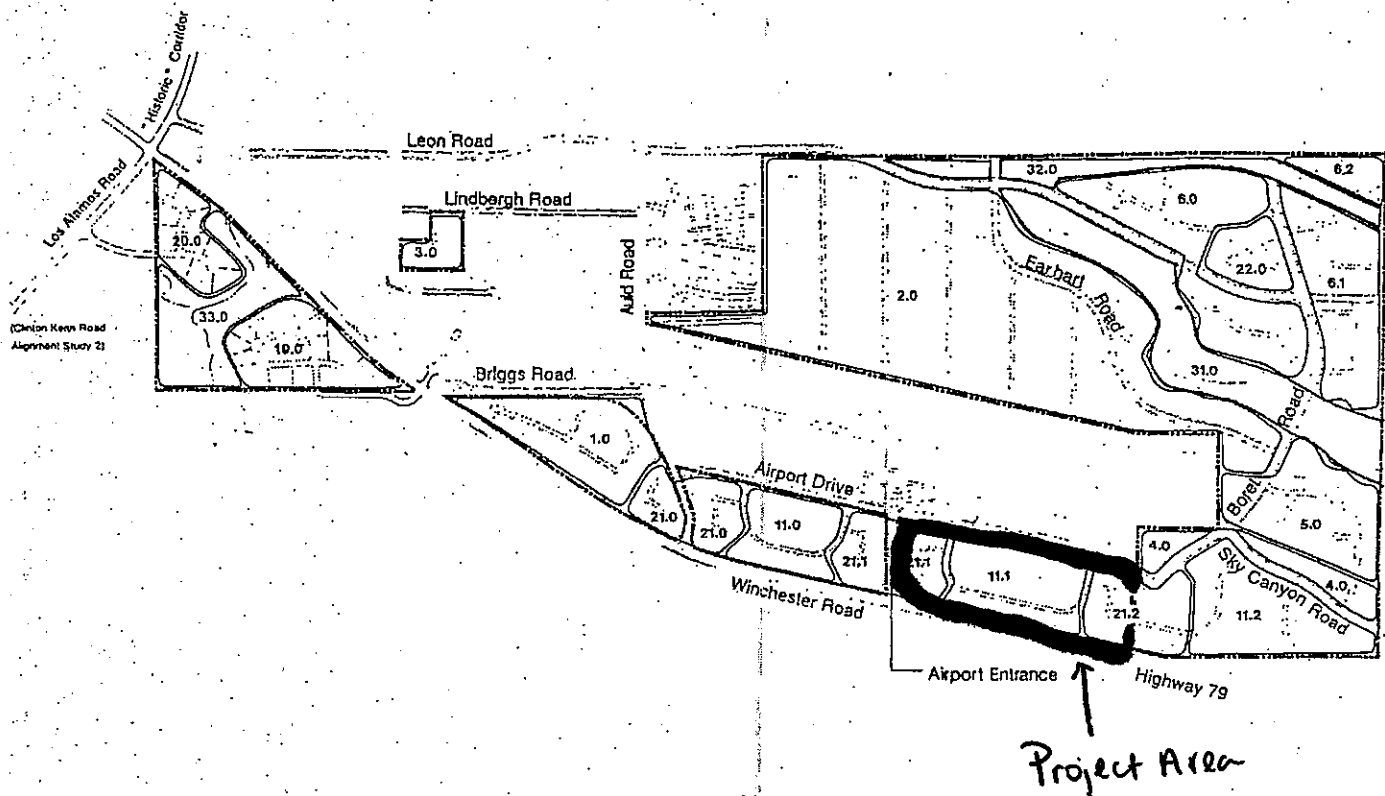 "Historic" Corridor
Leon Road
32.0
6.2
Los Alamos Road
Lindbergh Road
6.0
20.0
3.0
Auld Road
Earhart Road
22.0
6.1
2.0
(Clinton Keith Road
Alignment Study 2)
33.0
19.0
31.0
Briggs Road
Borel Road
1.0
Airport Drive
5.0
21.0
21.0
11.0
21.1
21.1
4.0
Sky Canyon Road
4.0
11.1
Winchester Road
21.2
11.2
Airport Entrance
Highway 79
Project Area